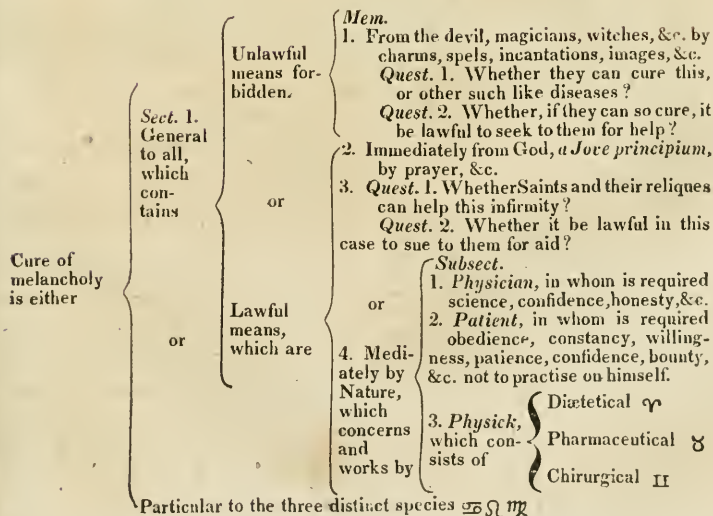 Cure of
melancholy
is either
Sect. 1.
General
to all,
which
con-
tains
or
Unlawful
means for-
bidden.
or
Lawful
means,
which are
Mem.
1. From the devil, magicians, witches, &c. by
charms, spels, incantations, images, &c.
Quest. 1. Whether they can cure this,
or other such like diseases?
Quest. 2. Whether, if they can so cure, it
be lawful to seek to them for help?
2. Immediately from God, a Jove principium,
by prayer, &c.
3. Quest. 1. WhetherSaints and their reliques
can help this infirmity?
Quest. 2. Whether it be lawful in this
case to sue to them for aid?
or
4. Medi-
ately by
Nature,
which
concerns
and
works by
Subsect.
1. Physician, in whom is required
science, confidence, honesty, &c.
2. Patient, in whom is required
obedience, constancy, willing-
ness, patience, confidence, bounty,
&c. not to practise on himself.
3. Physick,
which con-
sists of
Diætetical ♈
Pharmaceutical ♉
Chirurgical ♊
Particular to the three distinct species ♋ ♌ ♍